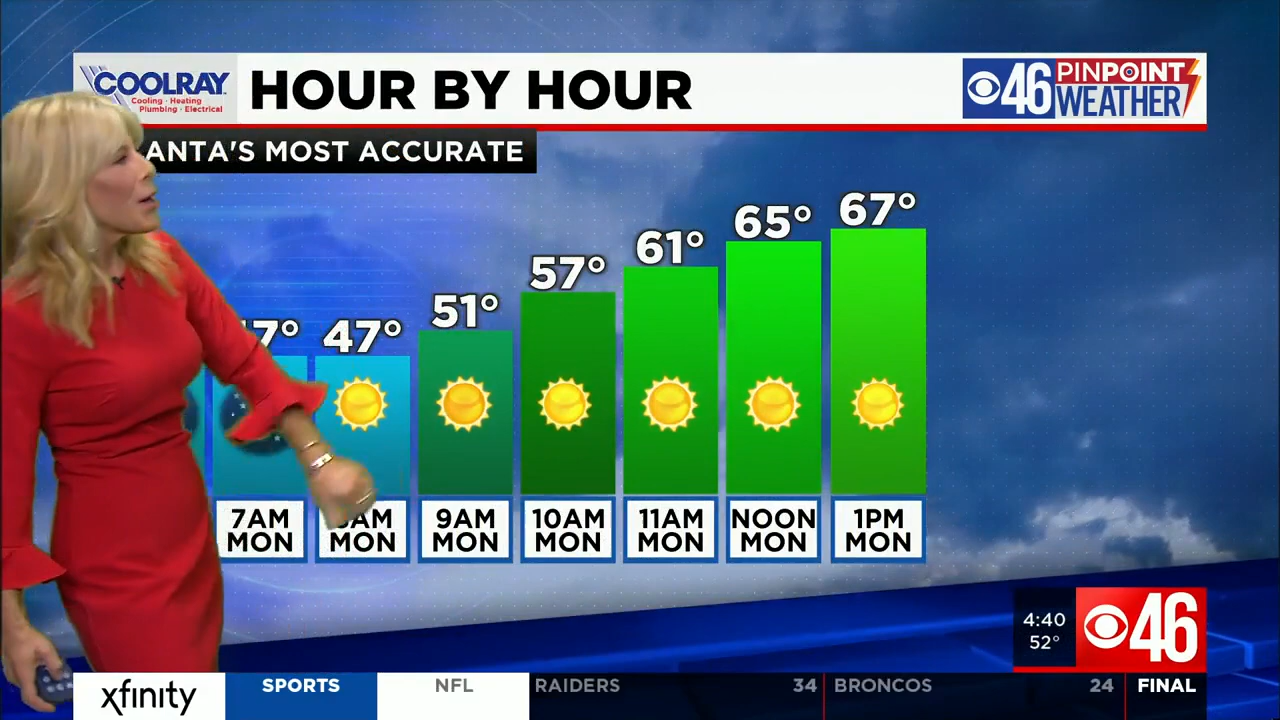 COOLRAY
Cooling · Heating
Plumbing · Electrical
HOUR BY HOUR
46 PINPOINT
WEATHER
ANTA'S MOST ACCURATE
7°
47°
51°
57°
61°
65°
67°
7AM
MON
8AM
MON
9AM
MON
10AM
MON
11AM
MON
NOON
MON
1PM
MON
4:40
52°
46
xfinity
SPORTS
NFL
RAIDERS 34
BRONCOS 24
FINAL